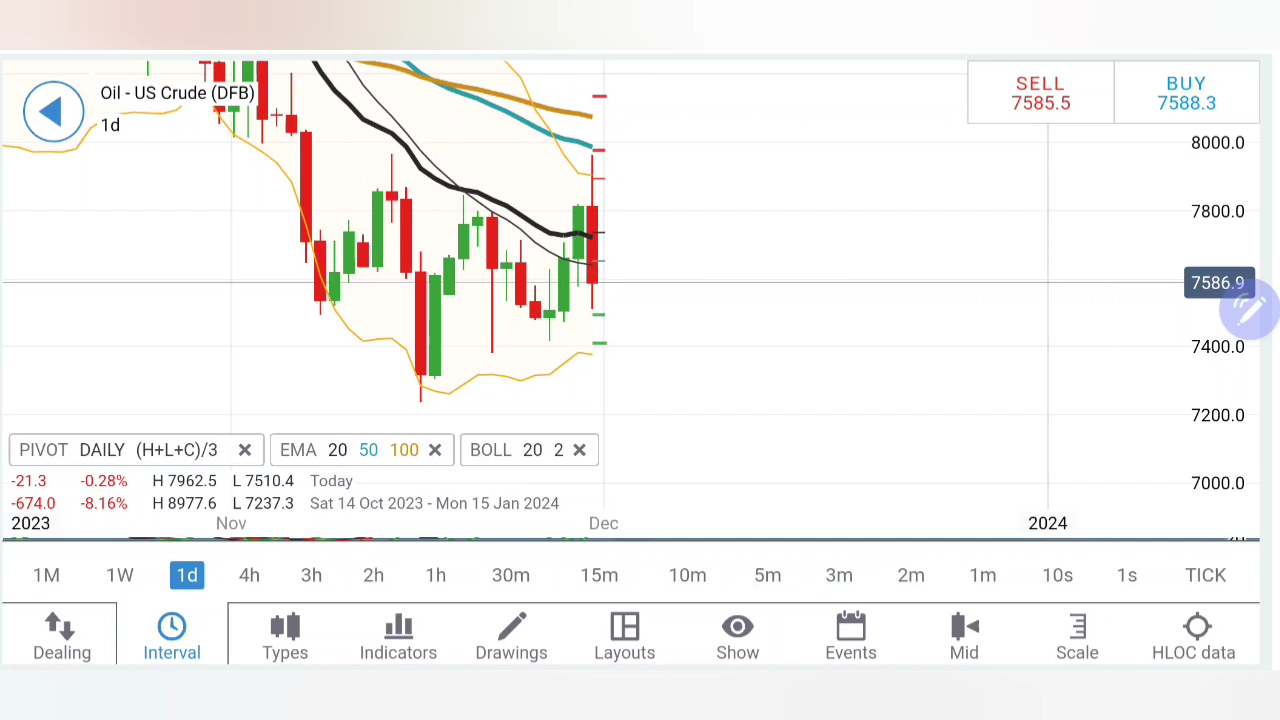 Oil - US Crude (DFB)
1d
SELL
7585.5
BUY
7588.3
8000.0
7800.0
7586.9
7400.0
7200.0
7000.0
PIVOT DAILY (H+L+C)/3
EMA 20 50 100
BOLL 20 2
-21.3 -0.28% H 7962.5 L 7510.4 Today
-674.0 -8.16% H 8977.6 L 7237.3 Sat 14 Oct 2023 - Mon 15 Jan 2024
2023 Nov Dec 2024
1M 1W 1d 4h 3h 2h 1h 30m 15m 10m 5m 3m 2m 1m 10s 1s TICK
Dealing Interval Types Indicators Drawings Layouts Show Events Mid Scale HLOC data